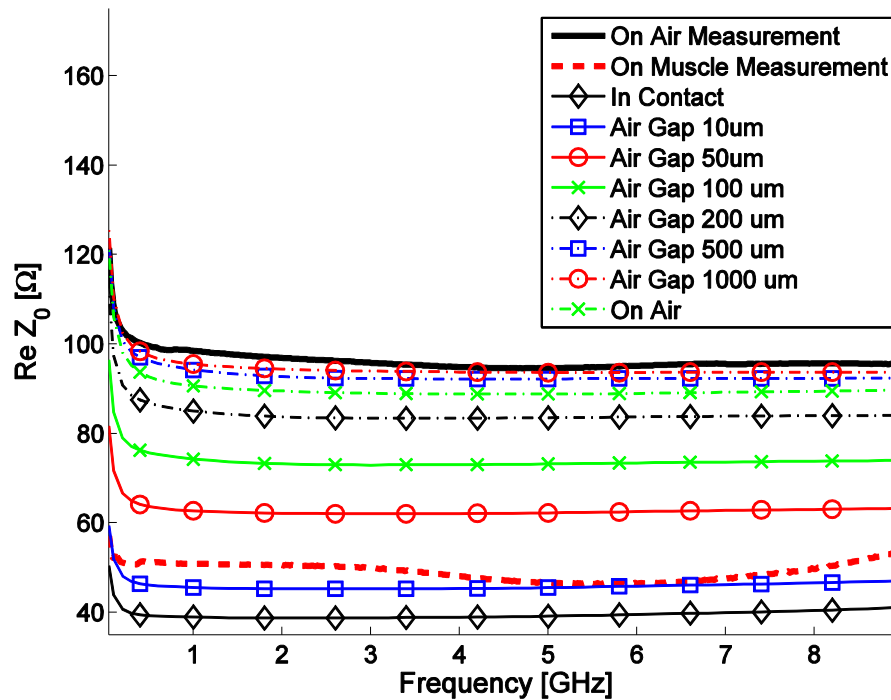 On Air Measurement
On Muscle Measurement
In Contact
Air Gap 10um
Air Gap 50um
Air Gap 100 um
Air Gap 200 um
Air Gap 500 um
Air Gap 1000 um
On Air
160
140
120
100
80
60
40
Re Z0 [Ω]
1 2 3 4 5 6 7 8
Frequency [GHz]